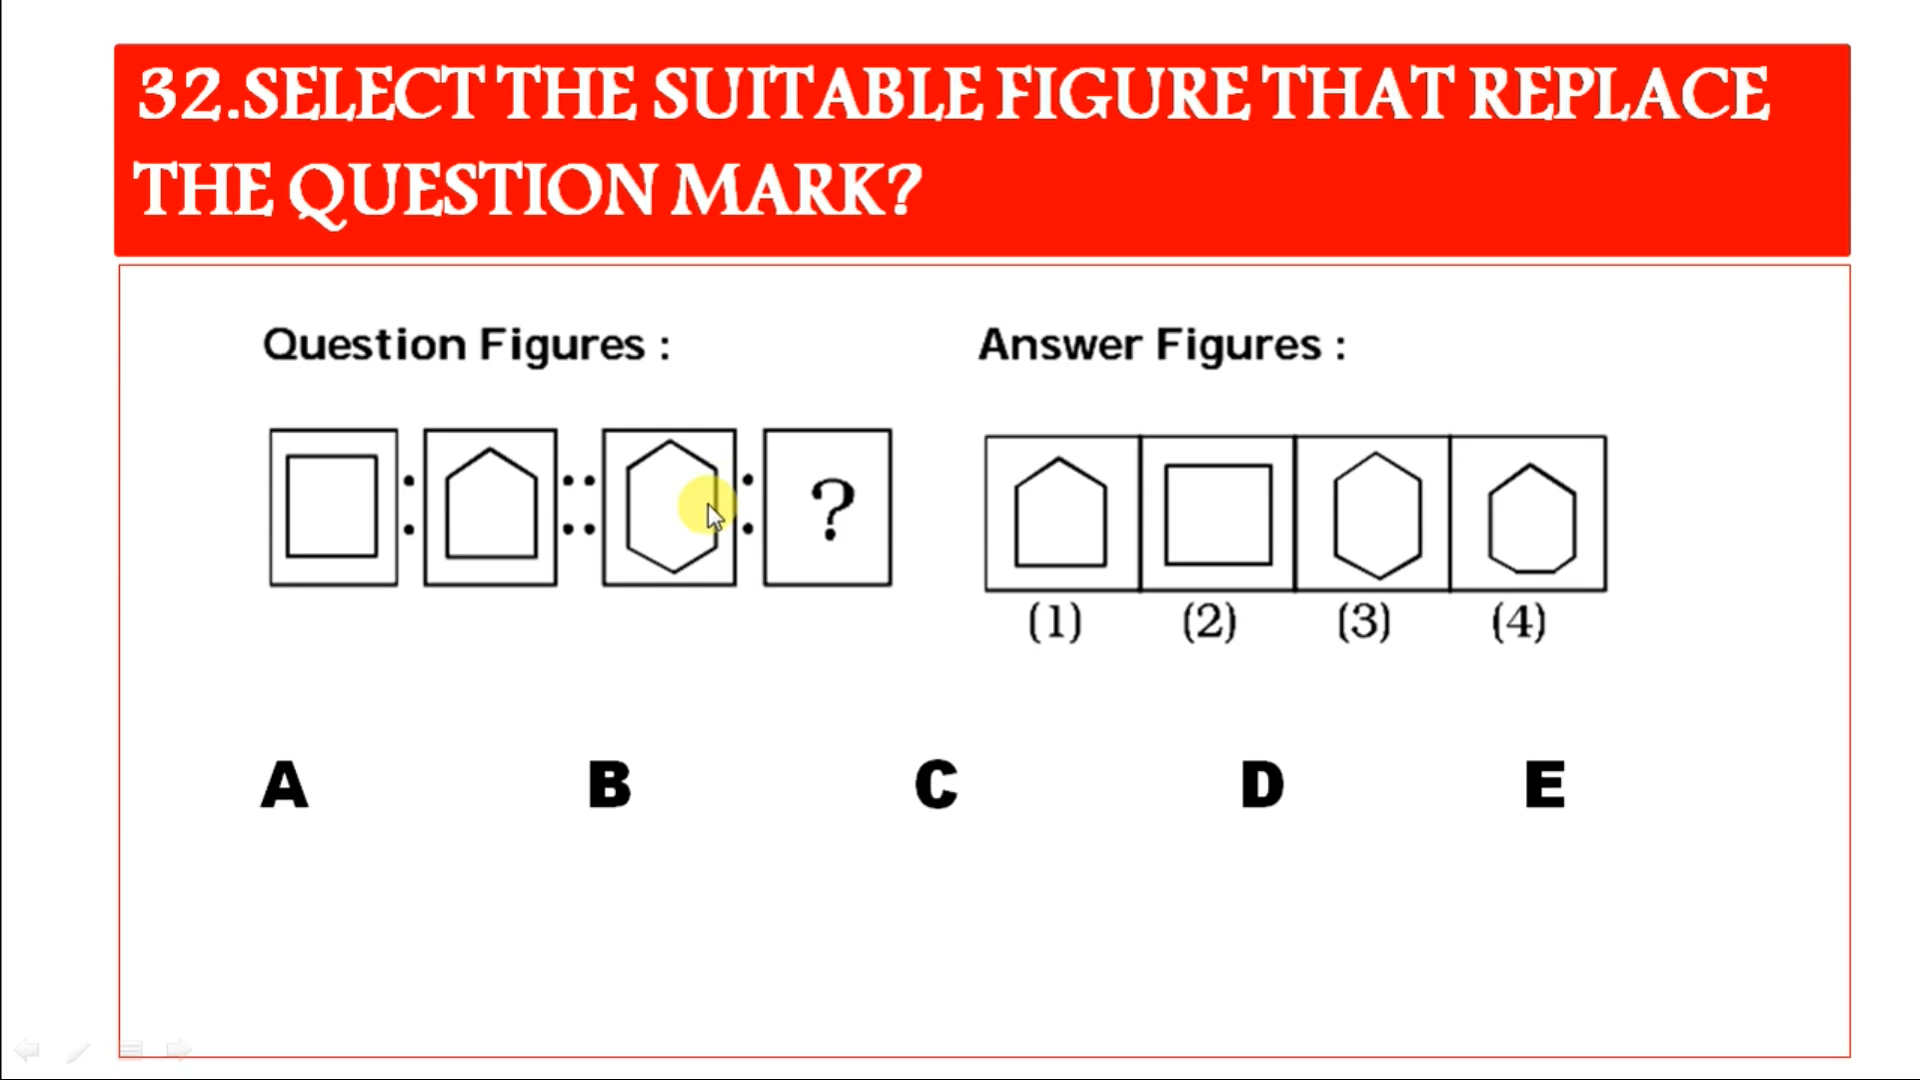 32.SELECT THE SUITABLE FIGURE THAT REPLACE
THE QUESTION MARK?
Question Figures :
Answer Figures :
: :: : ?
(1) (2) (3) (4)
A B C D E